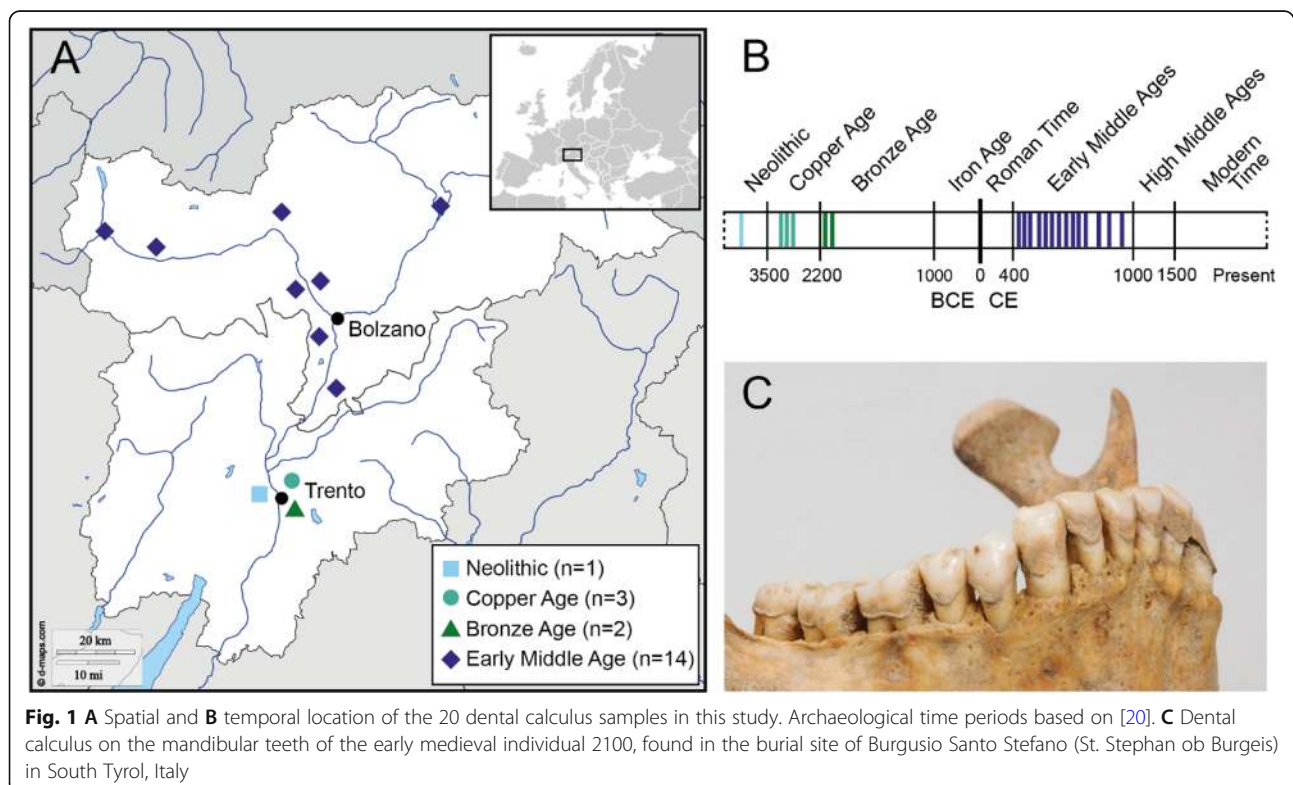 A
Bolzano
Trento
Neolithic (n=1)
Copper Age (n=3)
Bronze Age (n=2)
Early Middle Age (n=14)
20 km
10 mi
© d-maps.com
B
Neolithic
Copper Age
Bronze Age
Iron Age
Roman Time
Early Middle Ages
High Middle Ages
Modern
Time
3500 2200 1000 0 400 1000 1500 Present
BCE CE
C
Fig. 1 A Spatial and B temporal location of the 20 dental calculus samples in this study. Archaeological time periods based on [20]. C Dental
calculus on the mandibular teeth of the early medieval individual 2100, found in the burial site of Burgusio Santo Stefano (St. Stephan ob Burgeis)
in South Tyrol, Italy